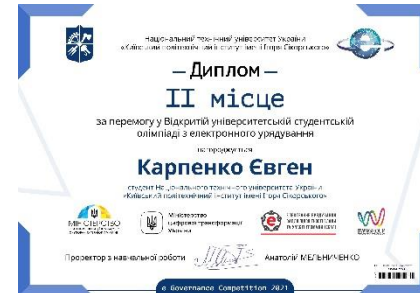 Національний технічний університет України
«Київський політехнічний інститут імені Ігоря Сікорського»
— Диплом —
II місце
за перемогу у Відкритій університетській студентській
олімпіаді з електронного урядування
нагороджується
Карпенко Євген
студент Національного технічного університету України
«Київський політехнічний інститут імені Ігоря Сікорського»
МІНІСТЕРСТВО
Міністерство
цифрової трансформації
України
Проректор з навчальної роботи
Анатолій МЕЛЬНИЧЕНКО
e Governance Competition 2021